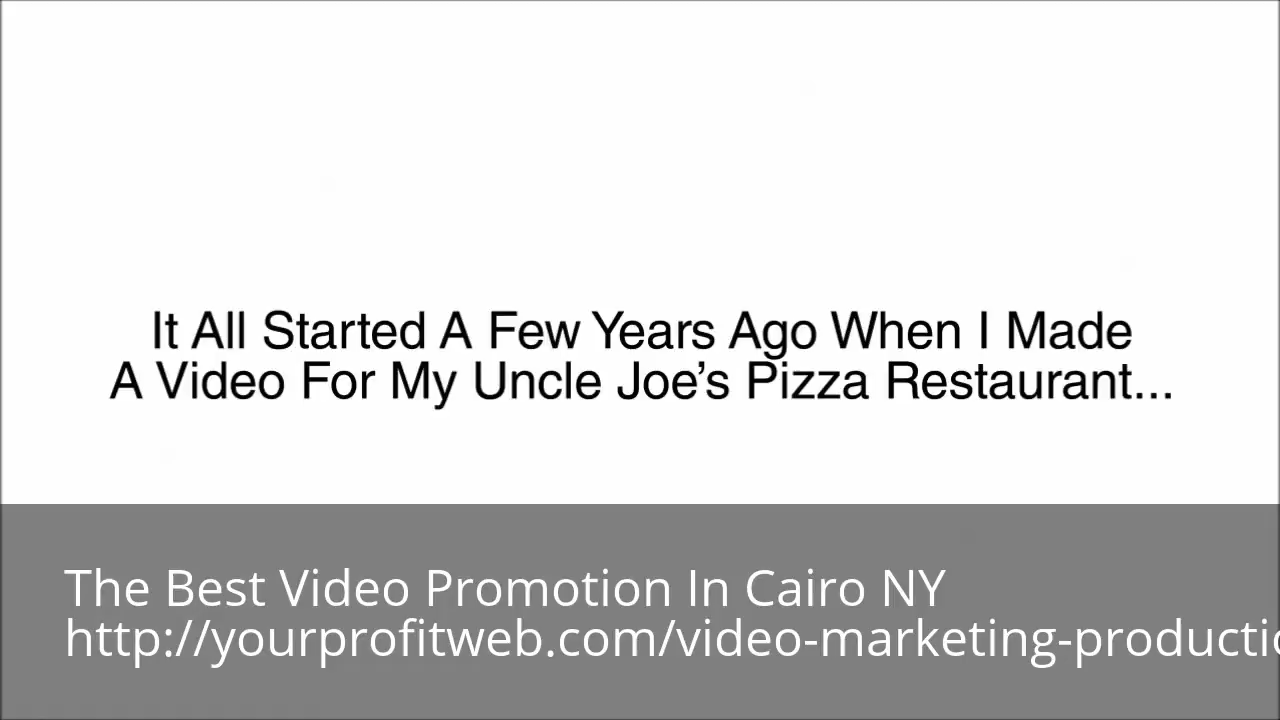 It All Started A Few Years Ago When I Made
A Video For My Uncle Joe’s Pizza Restaurant...
The Best Video Promotion In Cairo NY
http://yourprofitweb.com/video-marketing-productic